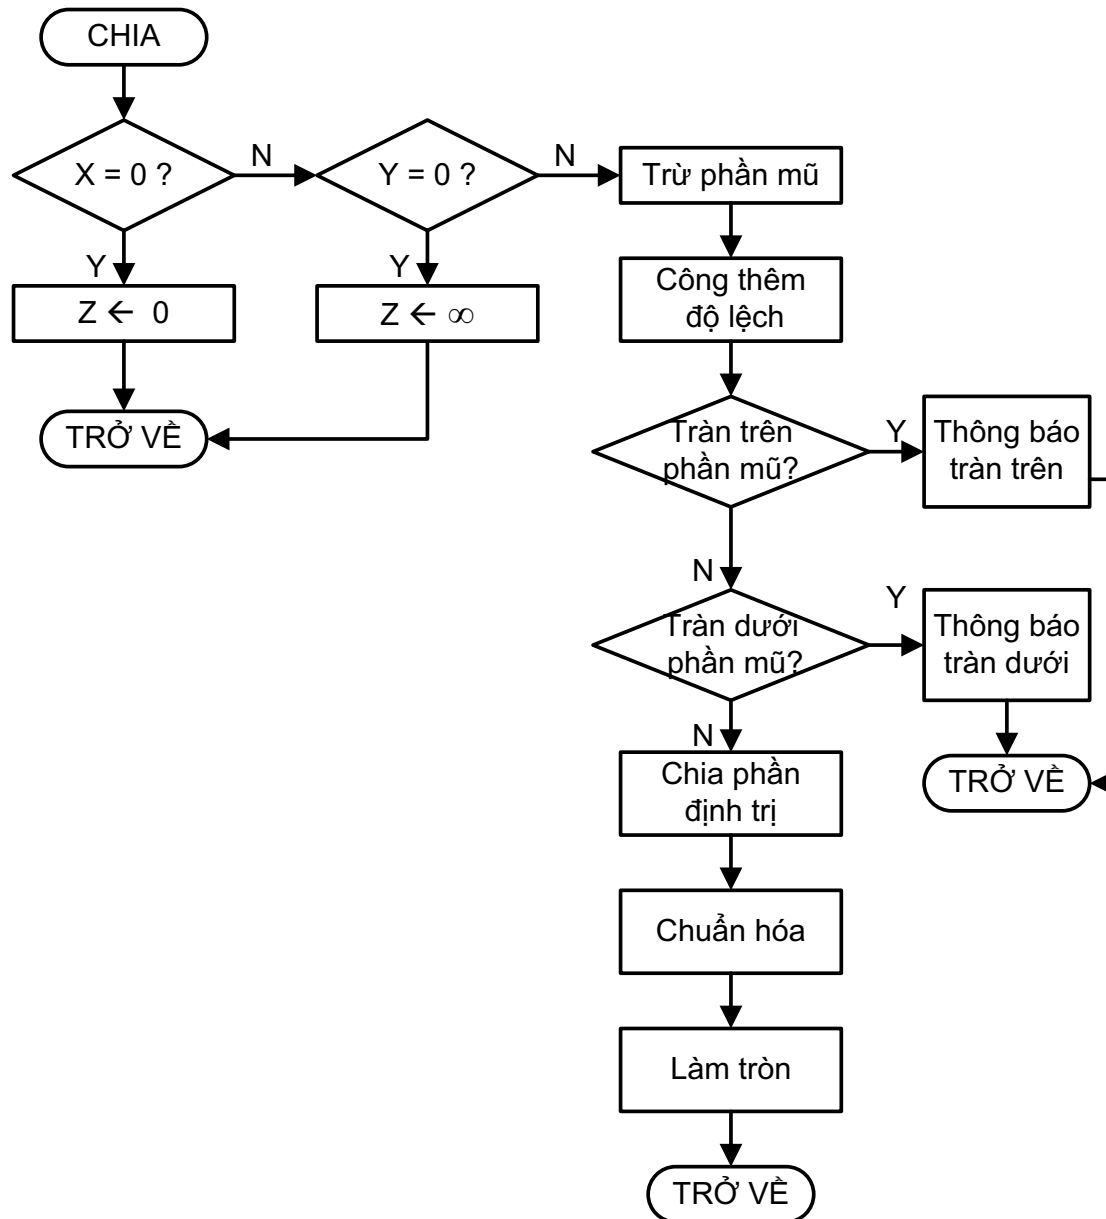 CHIA
X = 0 ?
N
Y = 0 ?
N
Trừ phần mũ
Y
Y
Z ← 0
Z ← ∞
Công thêm
độ lệch
TRỞ VỀ
Tràn trên
phần mũ?
Y
Thông báo
tràn trên
N
Tràn dưới
phần mũ?
Y
Thông báo
tràn dưới
N
Chia phần
định trị
TRỞ VỀ
Chuẩn hóa
Làm tròn
TRỞ VỀ